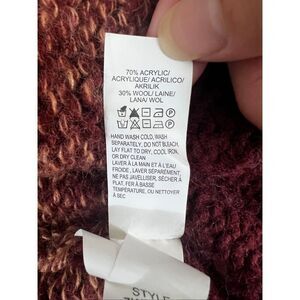 70% ACRYLIC/
ACRYLIQUE/ ACRILICO/
AKRILIK
30% WOOL/ LAINE/
LANA/ WOL
HAND WASH COLD, WASH
SEPARATELY, DO NOT BLEACH,
LAY FLAT TO DRY, COOL IRON,
OR DRY CLEAN
LAVER À LA MAIN ET À L'EAU
FROIDE, LAVER SÉPARÉMENT,
NE PAS JAVELLISER, SÉCHER À
PLAT, FER À BASSE
TEMPÉRATURE, OU NETTOYER
À SEC
STYLE